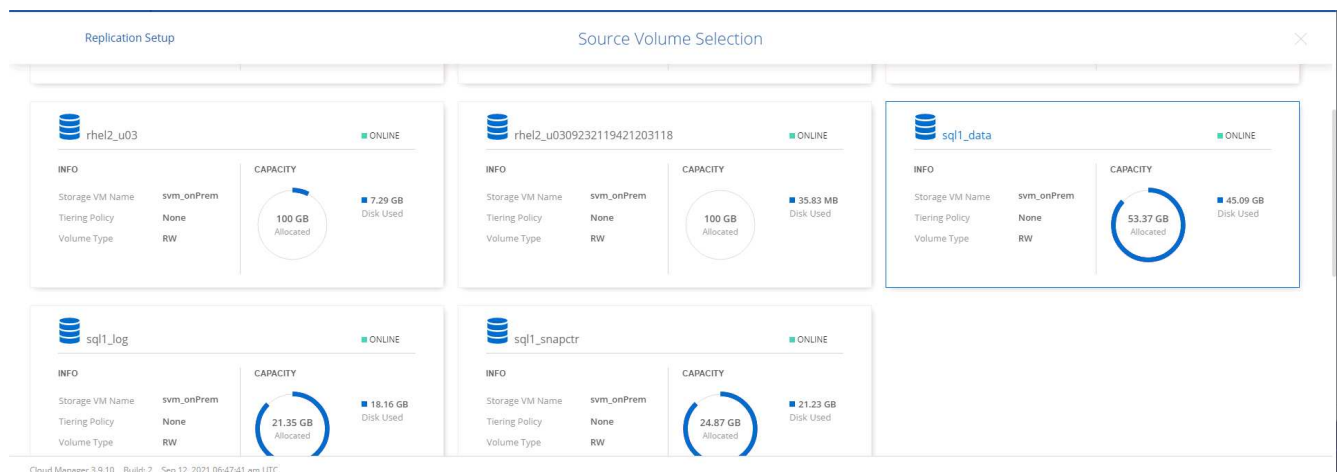 Replication Setup
Source Volume Selection
rhel2_u03
ONLINE
INFO
CAPACITY
Storage VM Name svm_onPrem
Tiering Policy None
Volume Type RW
100 GB
Allocated
7.29 GB
Disk Used
rhel2_u0309232119421203118
ONLINE
INFO
CAPACITY
Storage VM Name svm_onPrem
Tiering Policy None
Volume Type RW
100 GB
Allocated
35.83 MB
Disk Used
sql1_data
ONLINE
INFO
CAPACITY
Storage VM Name svm_onPrem
Tiering Policy None
Volume Type RW
53.37 GB
Allocated
45.09 GB
Disk Used
sql1_log
ONLINE
INFO
CAPACITY
Storage VM Name svm_onPrem
Tiering Policy None
Volume Type RW
21.35 GB
Allocated
18.16 GB
Disk Used
sql1_snapctr
ONLINE
INFO
CAPACITY
Storage VM Name svm_onPrem
Tiering Policy None
Volume Type RW
24.87 GB
Allocated
21.23 GB
Disk Used
Cloud Manager 3.9.10 Build: 2 Sep 12, 2021 06:47:41 am UTC